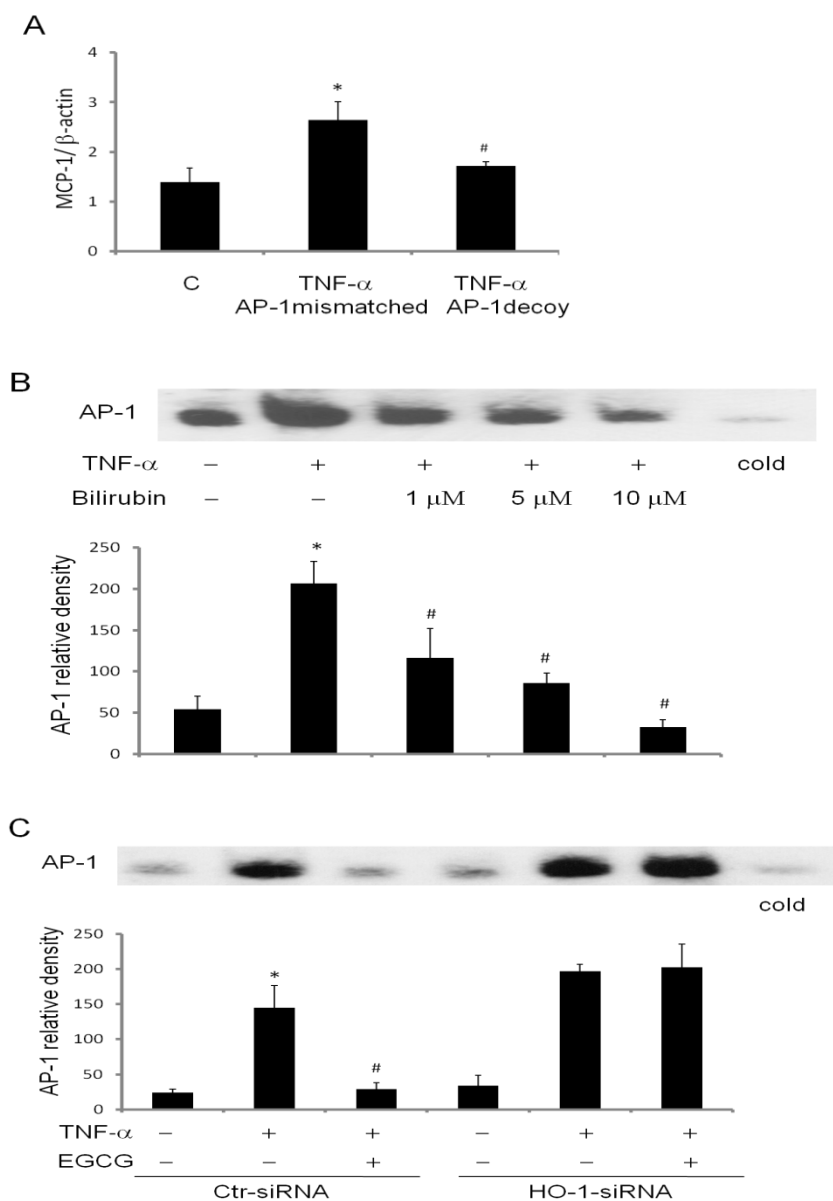 A
MCP-1/β-actin
4
3
2
1
0
*
#
C TNF-α TNF-α
AP-1mismatched AP-1decoy
B
AP-1
TNF-α – + + + + cold
Bilirubin – – 1 μM 5 μM 10 μM
AP-1 relative density
250
200
150
100
50
0
*
#
#
#
C
AP-1
cold
AP-1 relative density
250
200
150
100
50
0
*
#
TNF-α – + + – + +
EGCG – – + – – +
Ctr-siRNA HO-1-siRNA